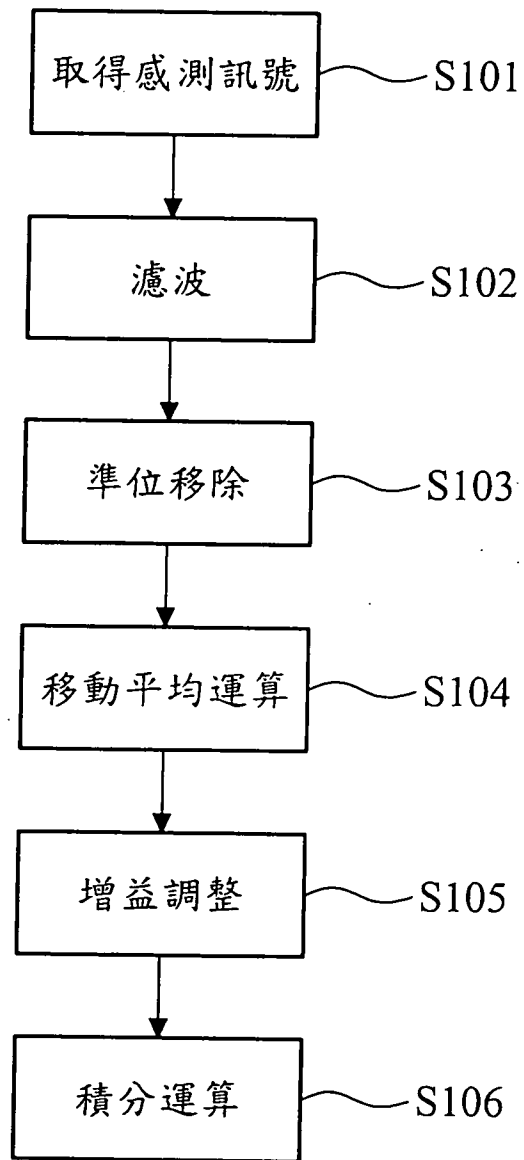 取得感測訊號 S101
濾波 S102
準位移除 S103
移動平均運算 S104
增益調整 S105
積分運算 S106